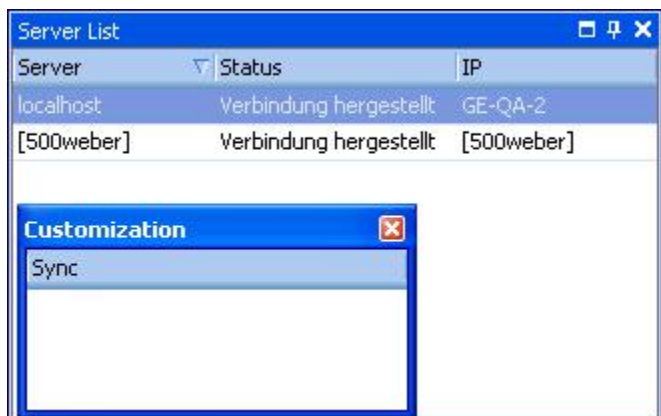 Server List
Server Status IP
localhost Verbindung hergestellt GE-QA-2
[500weber] Verbindung hergestellt [500weber]
Customization
Sync